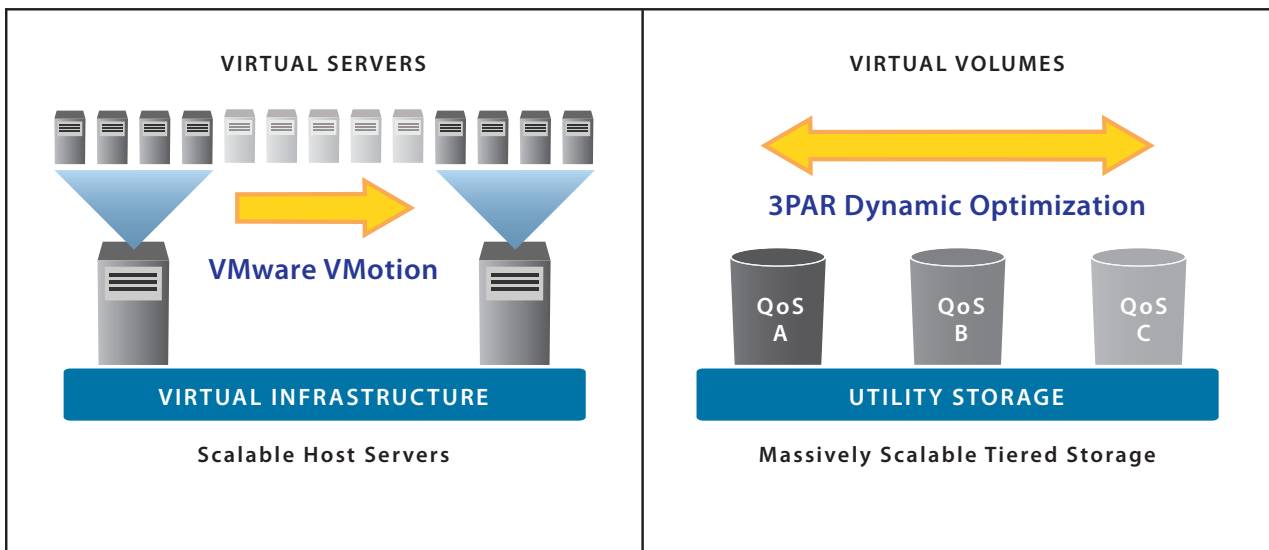 VIRTUAL SERVERS
VMware VMotion
VIRTUAL INFRASTRUCTURE
Scalable Host Servers
VIRTUAL VOLUMES
3PAR Dynamic Optimization
QoS
A
QoS
B
QoS
C
UTILITY STORAGE
Massively Scalable Tiered Storage